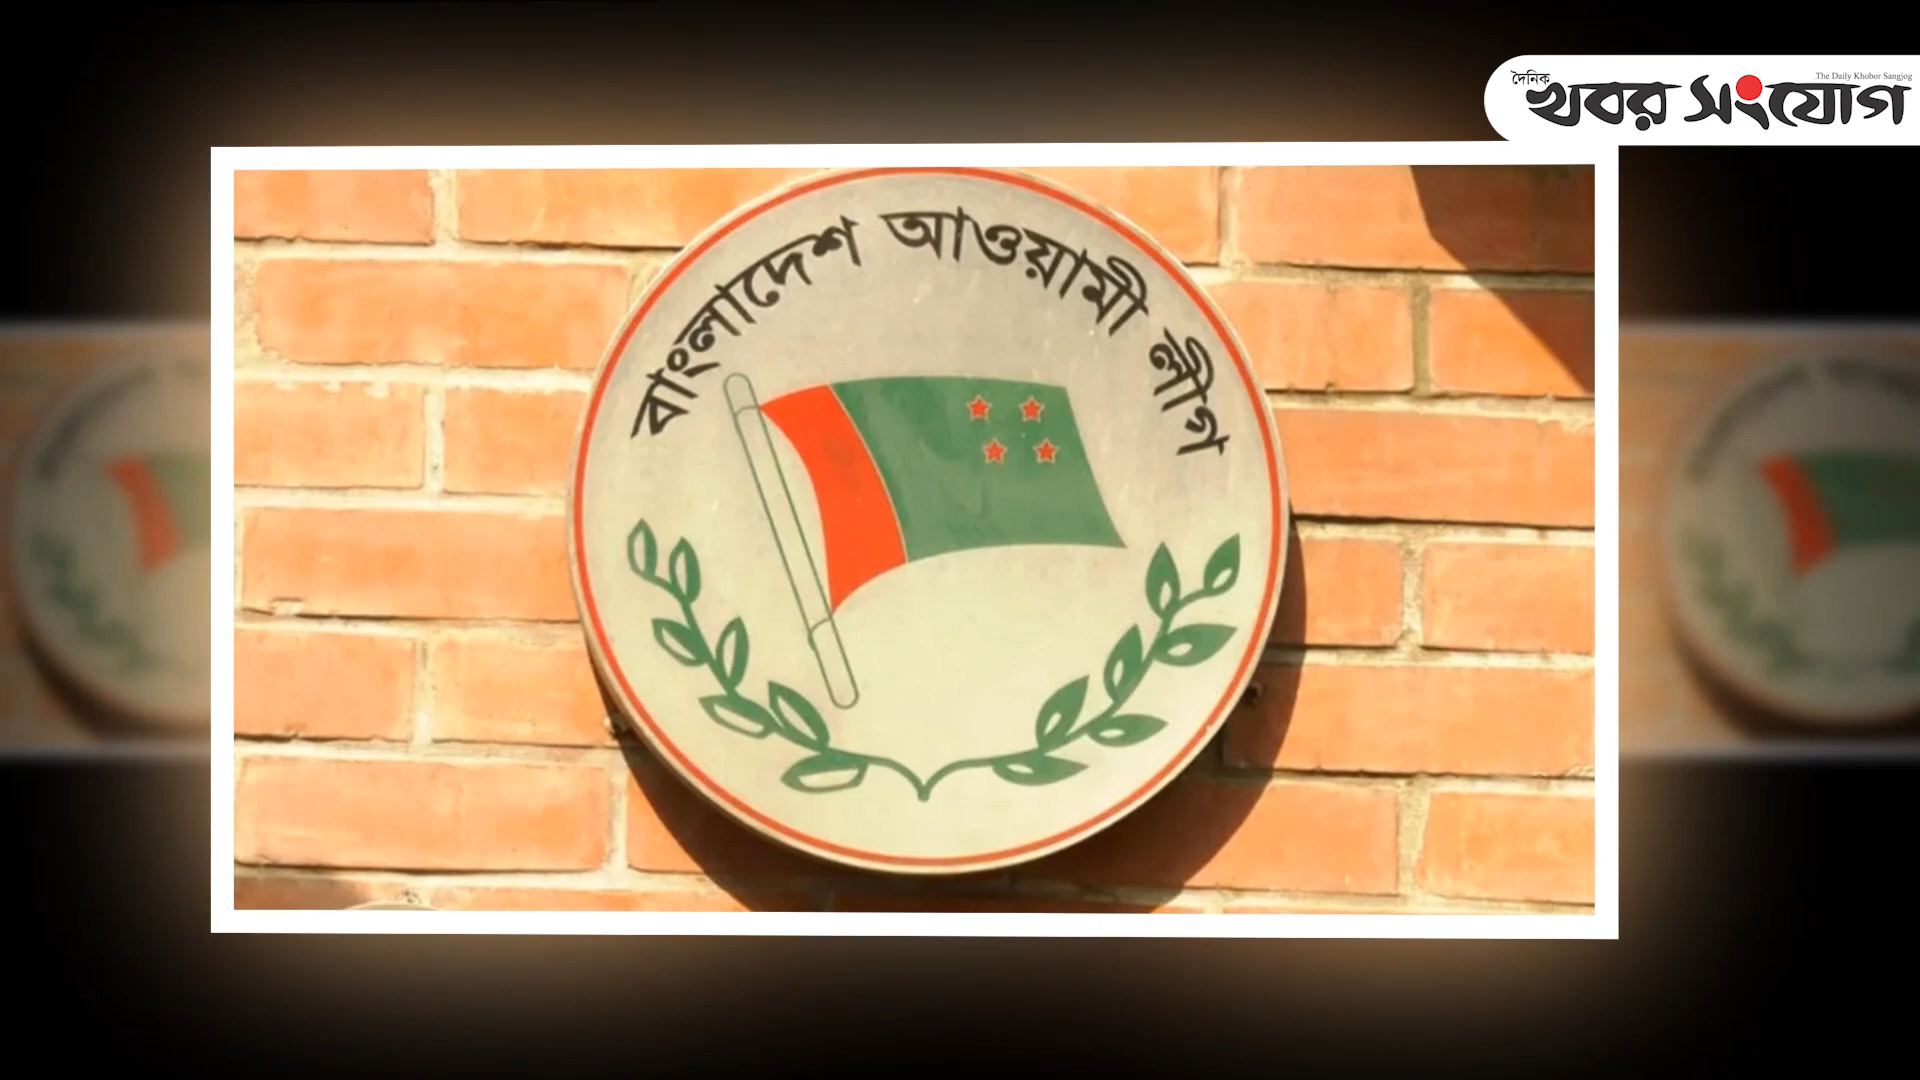 দৈনিক
The Daily Khobor Sangjog
খবর সংযোগ
বাংলাদেশ আওয়ামী লীগ